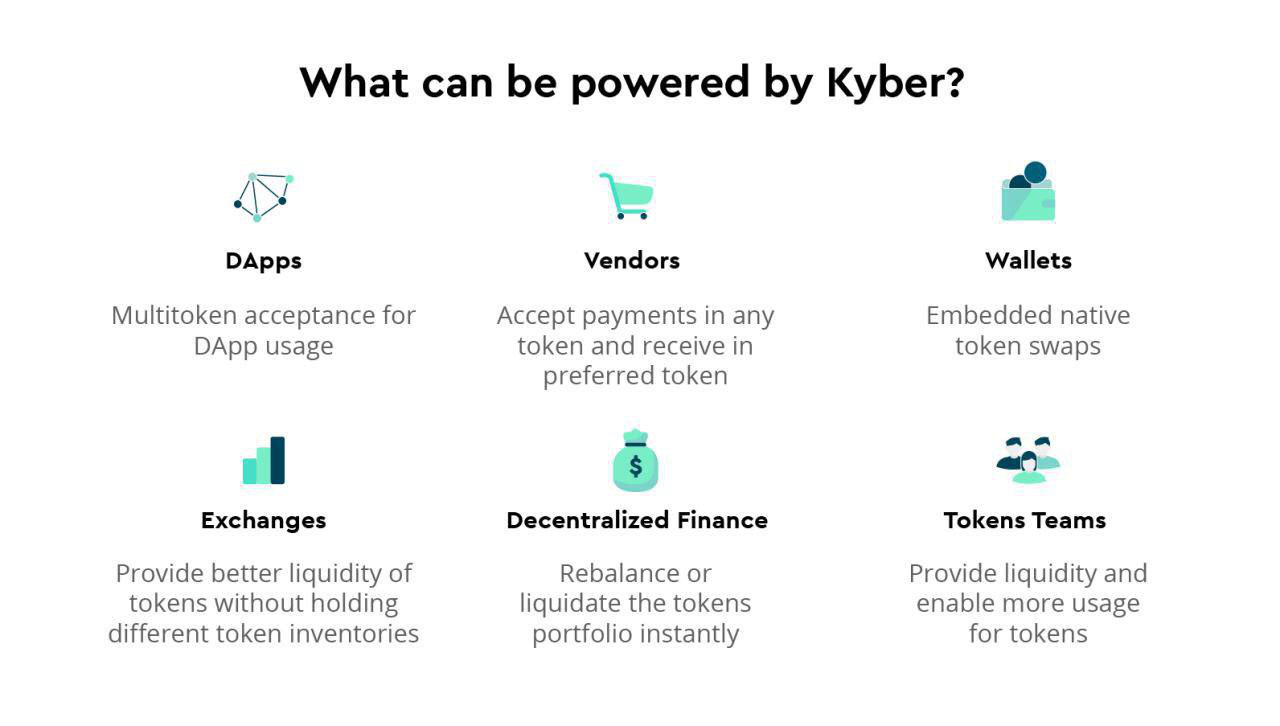 What can be powered by Kyber?
DApps
Multitoken acceptance for
DApp usage
Vendors
Accept payments in any
token and receive in
preferred token
Wallets
Embedded native
token swaps
Exchanges
Provide better liquidity of
tokens without holding
different token inventories
$
Decentralized Finance
Rebalance or
liquidate the tokens
portfolio instantly
Tokens Teams
Provide liquidity and
enable more usage
for tokens